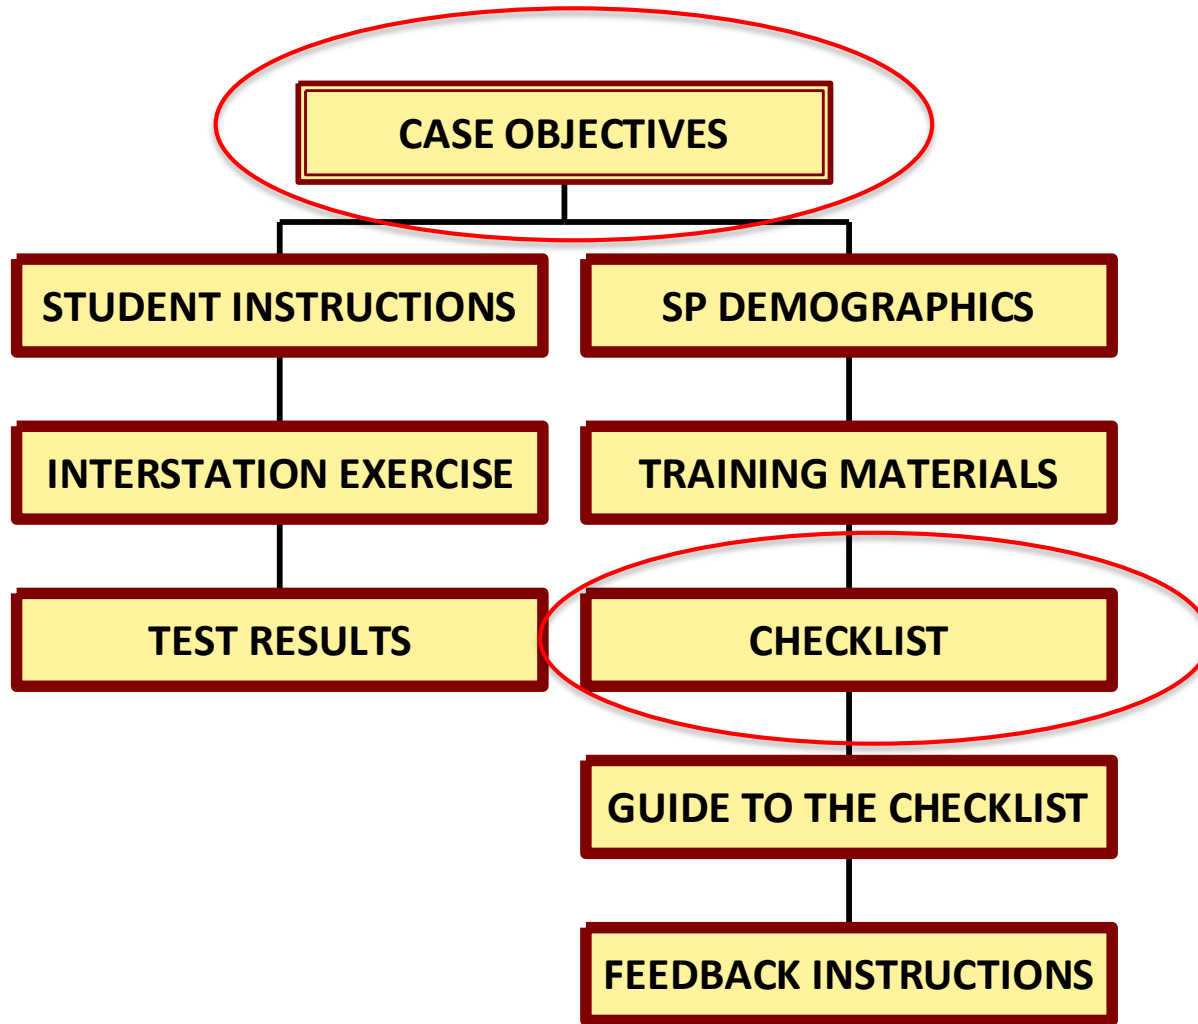 CASE OBJECTIVES
STUDENT INSTRUCTIONS
SP DEMOGRAPHICS
INTERSTATION EXERCISE
TRAINING MATERIALS
TEST RESULTS
CHECKLIST
GUIDE TO THE CHECKLIST
FEEDBACK INSTRUCTIONS